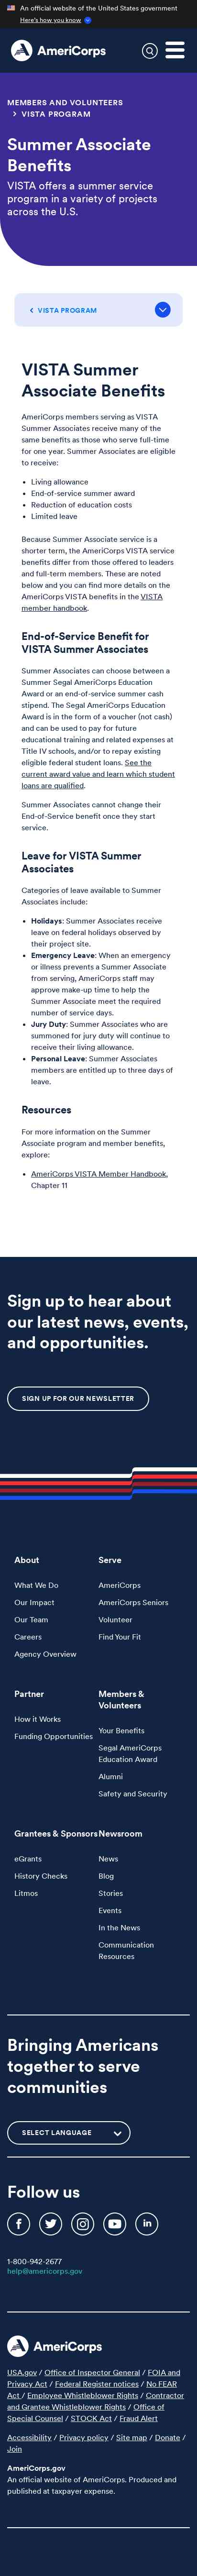 An official website of the United States government
Here's how you know
AmeriCorps
MEMBERS AND VOLUNTEERS
VISTA PROGRAM
Summer Associate
Benefits
VISTA offers a summer service
program in a variety of projects
across the U.S.
VISTA PROGRAM
VISTA Summer
Associate Benefits
AmeriCorps members serving as VISTA
Summer Associates receive many of the
same benefits as those who serve full-time
for one year. Summer Associates are eligible
to receive:
Living allowance
End-of-service summer award
Reduction of education costs
Limited leave
Because Summer Associate service is a
shorter term, the AmeriCorps VISTA service
benefits differ from those offered to leaders
and full-term members. These are noted
below and you can find more details on the
AmeriCorps VISTA benefits in the VISTA
member handbook.
End-of-Service Benefit for
VISTA Summer Associates
Summer Associates can choose between a
Summer Segal AmeriCorps Education
Award or an end-of-service summer cash
stipend. The Segal AmeriCorps Education
Award is in the form of a voucher (not cash)
and can be used to pay for future
educational training and related expenses at
Title IV schools, and/or to repay existing
eligible federal student loans. See the
current award value and learn which student
loans are qualified.
Summer Associates cannot change their
End-of-Service benefit once they start
service.
Leave for VISTA Summer
Associates
Categories of leave available to Summer
Associates include:
Holidays: Summer Associates receive
leave on federal holidays observed by
their project site.
Emergency Leave: When an emergency
or illness prevents a Summer Associate
from serving, AmeriCorps staff may
approve make-up time to help the
Summer Associate meet the required
number of service days.
Jury Duty: Summer Associates who are
summoned for jury duty will continue to
receive their living allowance.
Personal Leave: Summer Associates
members are entitled up to three days of
leave.
Resources
For more information on the Summer
Associate program and member benefits,
explore:
AmeriCorps VISTA Member Handbook,
Chapter 11
Sign up to hear about
our latest news, events,
and opportunities.
SIGN UP FOR OUR NEWSLETTER
About
What We Do
Our Impact
Our Team
Careers
Agency Overview
Serve
AmeriCorps
AmeriCorps Seniors
Volunteer
Find Your Fit
Partner
How it Works
Funding Opportunities
Members &
Volunteers
Your Benefits
Segal AmeriCorps
Education Award
Alumni
Safety and Security
Grantees & Sponsors
eGrants
History Checks
Litmos
Newsroom
News
Blog
Stories
Events
In the News
Communication
Resources
Bringing Americans
together to serve
communities
SELECT LANGUAGE
Follow us
1-800-942-2677
help@americorps.gov
AmeriCorps
USA.gov / Office of Inspector General / FOIA and
Privacy Act / Federal Register notices / No FEAR
Act / Employee Whistleblower Rights / Contractor
and Grantee Whistleblower Rights / Office of
Special Counsel / STOCK Act / Fraud Alert
Accessibility / Privacy policy / Site map / Donate /
Join
AmeriCorps.gov
An official website of AmeriCorps. Produced and
published at taxpayer expense.